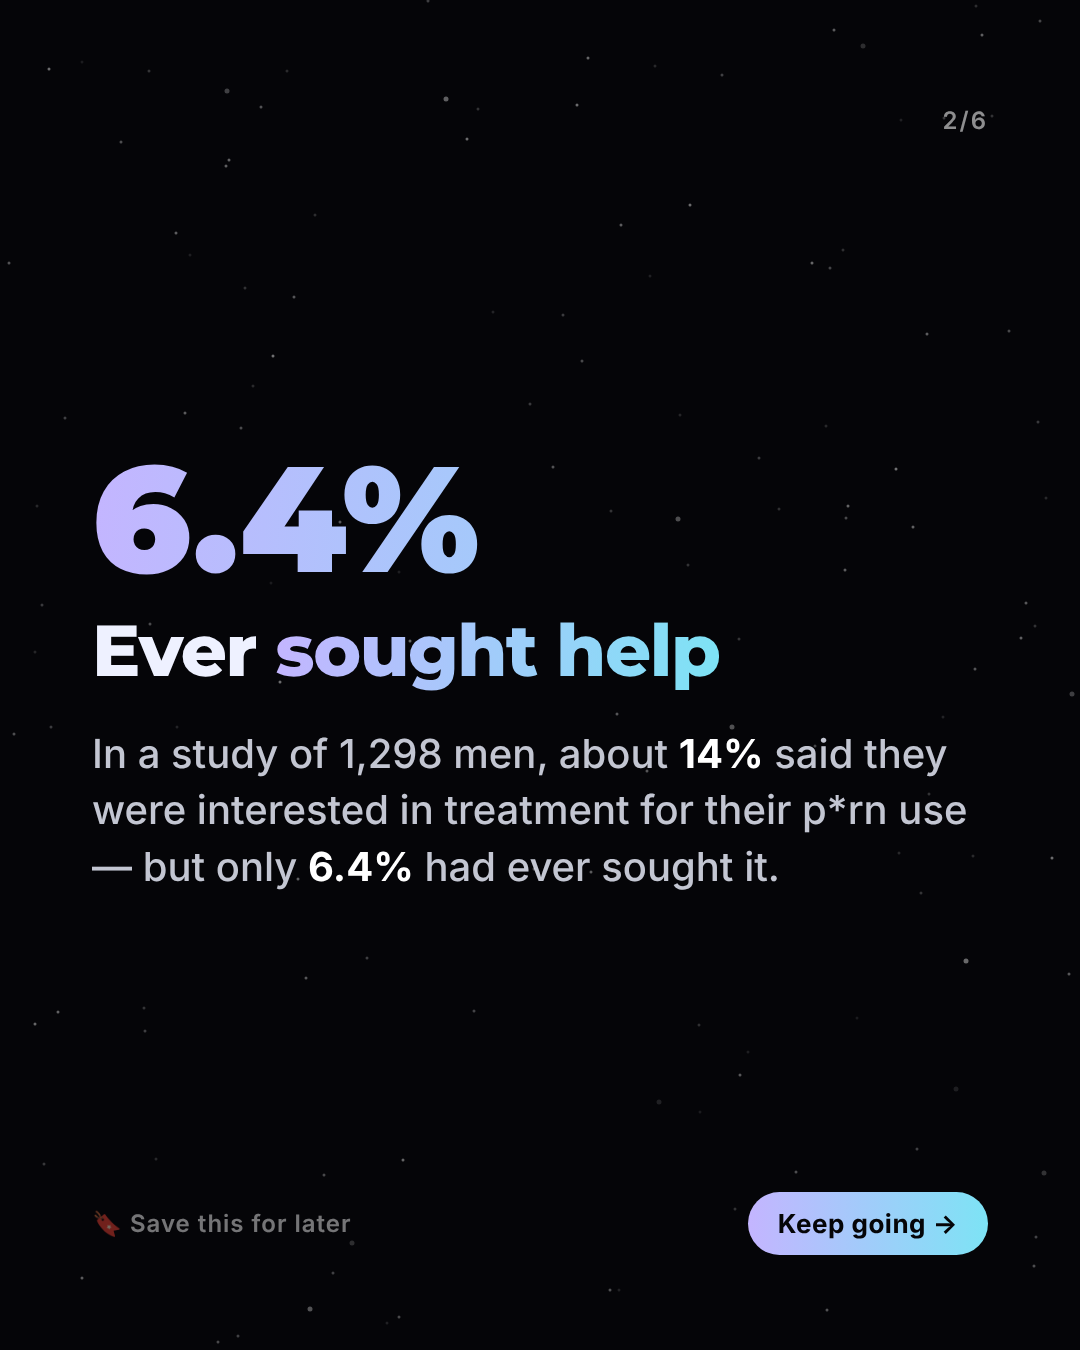 2/6
6.4%
Ever sought help
In a study of 1,298 men, about 14% said they
were interested in treatment for their p*rn use
— but only 6.4% had ever sought it.
🔖 Save this for later
Keep going →